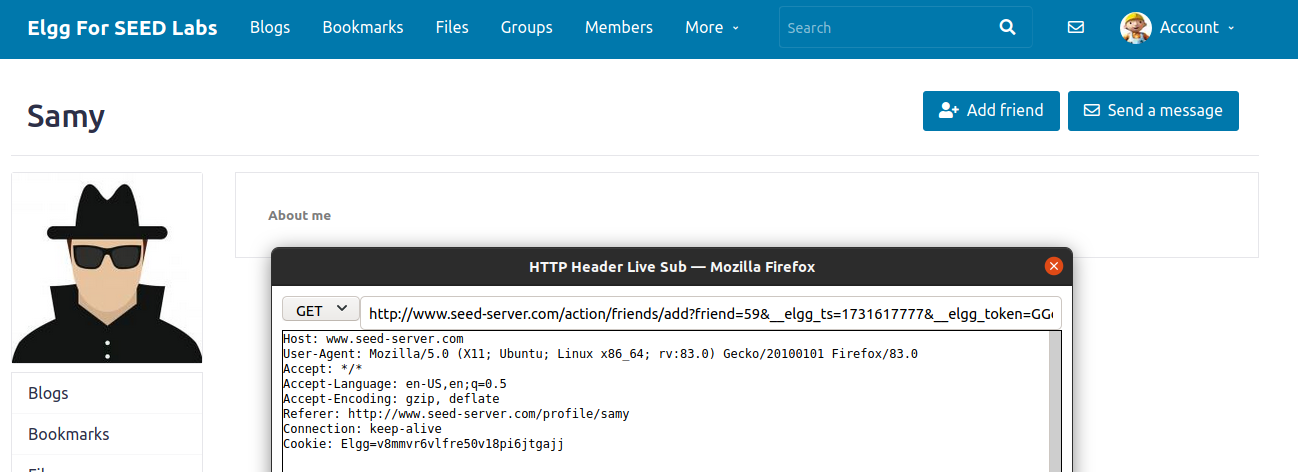 Elgg For SEED Labs Blogs Bookmarks Files Groups Members More Search Account
Samy
Add friend Send a message
About me
HTTP Header Live Sub — Mozilla Firefox
GET http://www.seed-server.com/action/friends/add?friend=59&__elgg_ts=1731617777&__elgg_token=GG
Host: www.seed-server.com
User-Agent: Mozilla/5.0 (X11; Ubuntu; Linux x86_64; rv:83.0) Gecko/20100101 Firefox/83.0
Accept: */*
Accept-Language: en-US,en;q=0.5
Accept-Encoding: gzip, deflate
Referer: http://www.seed-server.com/profile/samy
Connection: keep-alive
Cookie: Elgg=v8mmvr6vlfre50v18pi6jtgajj
Blogs
Bookmarks